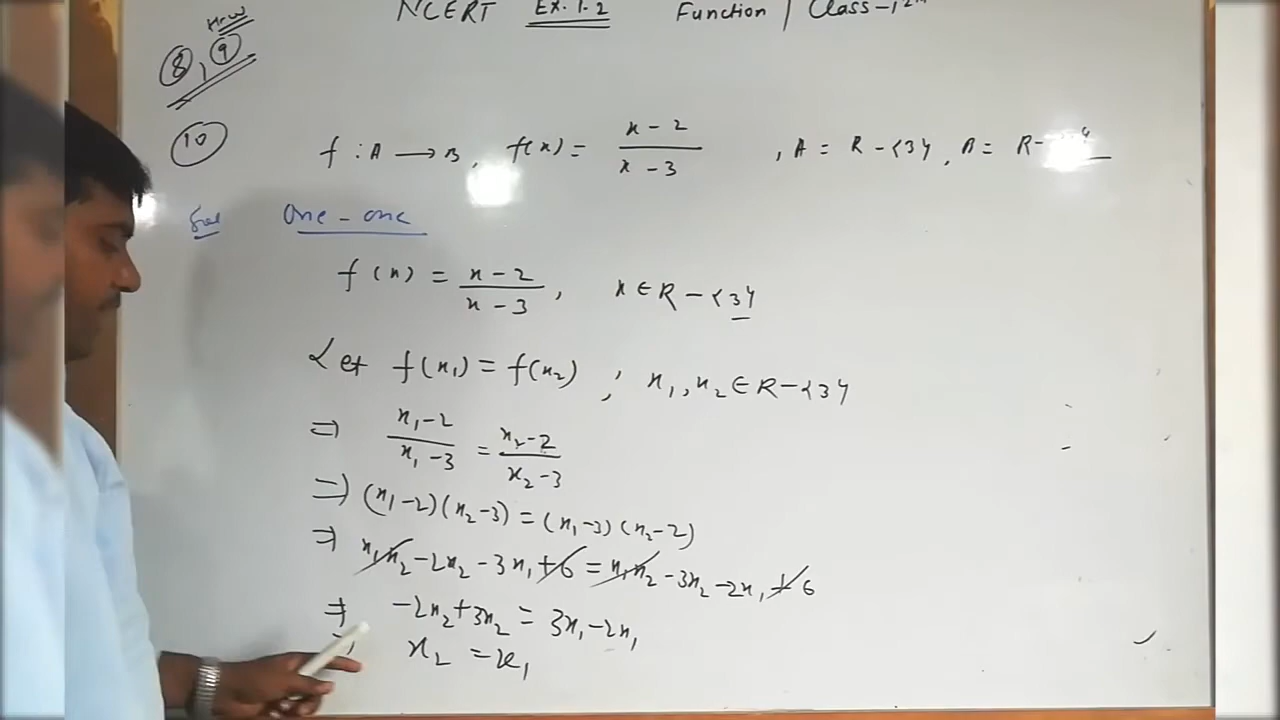 NCERT Ex. 1.2 Function / Class-12th
H.W
8, 9
10 f : A → B, f(x) = (x - 2)/(x - 3), A = R - {3}, B = R -
Sol One - one
f(x) = (x - 2)/(x - 3), x ∈ R - {3}
Let f(x₁) = f(x₂) ; x₁, x₂ ∈ R - {3}
⇒ (x₁ - 2)/(x₁ - 3) = (x₂ - 2)/(x₂ - 3)
⇒ (x₁ - 2)(x₂ - 3) = (x₁ - 3)(x₂ - 2)
⇒ x₁x₂ - 2x₂ - 3x₁ + 6 = x₁x₂ - 3x₂ - 2x₁ + 6
⇒ -2x₂ + 3x₂ = 3x₁ - 2x₁
⇒ x₂ = x₁